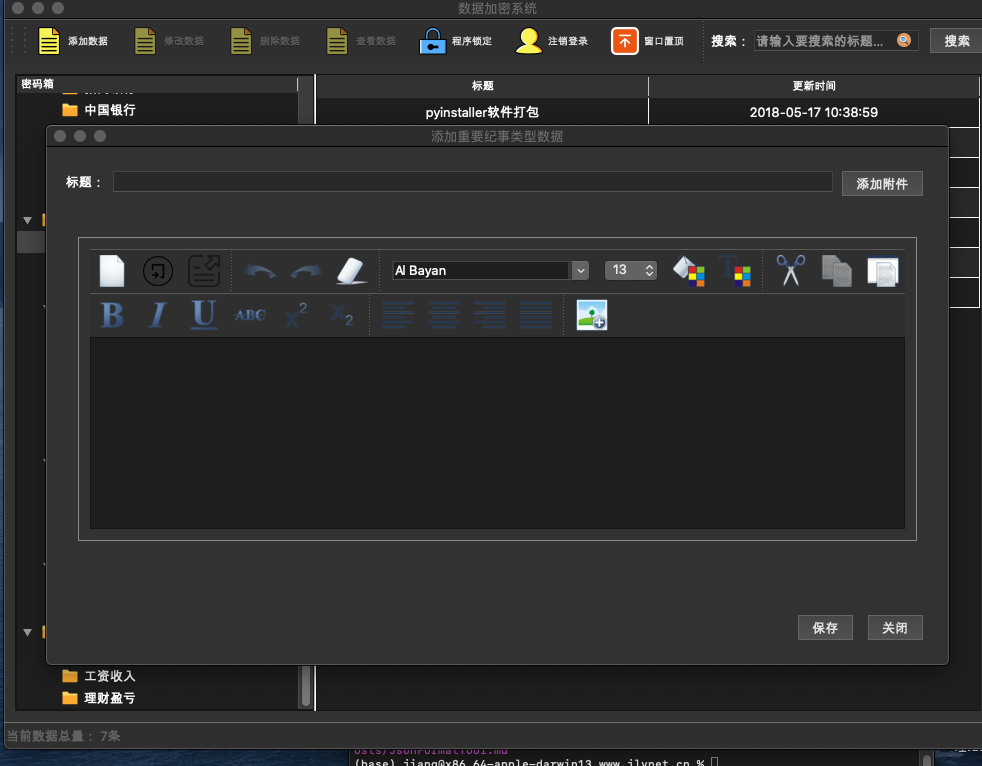 数据加密系统
添加数据 修改数据 删除数据 查看数据 程序锁定 注销登录 窗口置顶 搜索： 请输入要搜索的标题... 搜索
密码箱 标题 更新时间
中国银行 pyinstaller软件打包 2018-05-17 10:38:59
添加重要纪事类型数据
标题： 添加附件
Al Bayan 13
B I U ABC x2 x2
保存 关闭
工资收入
理财盈亏
当前数据总量： 7条
osts/JsonFormatTool.md
(base) jiang@x86_64-apple-darwin13 www.jlynet.cn %